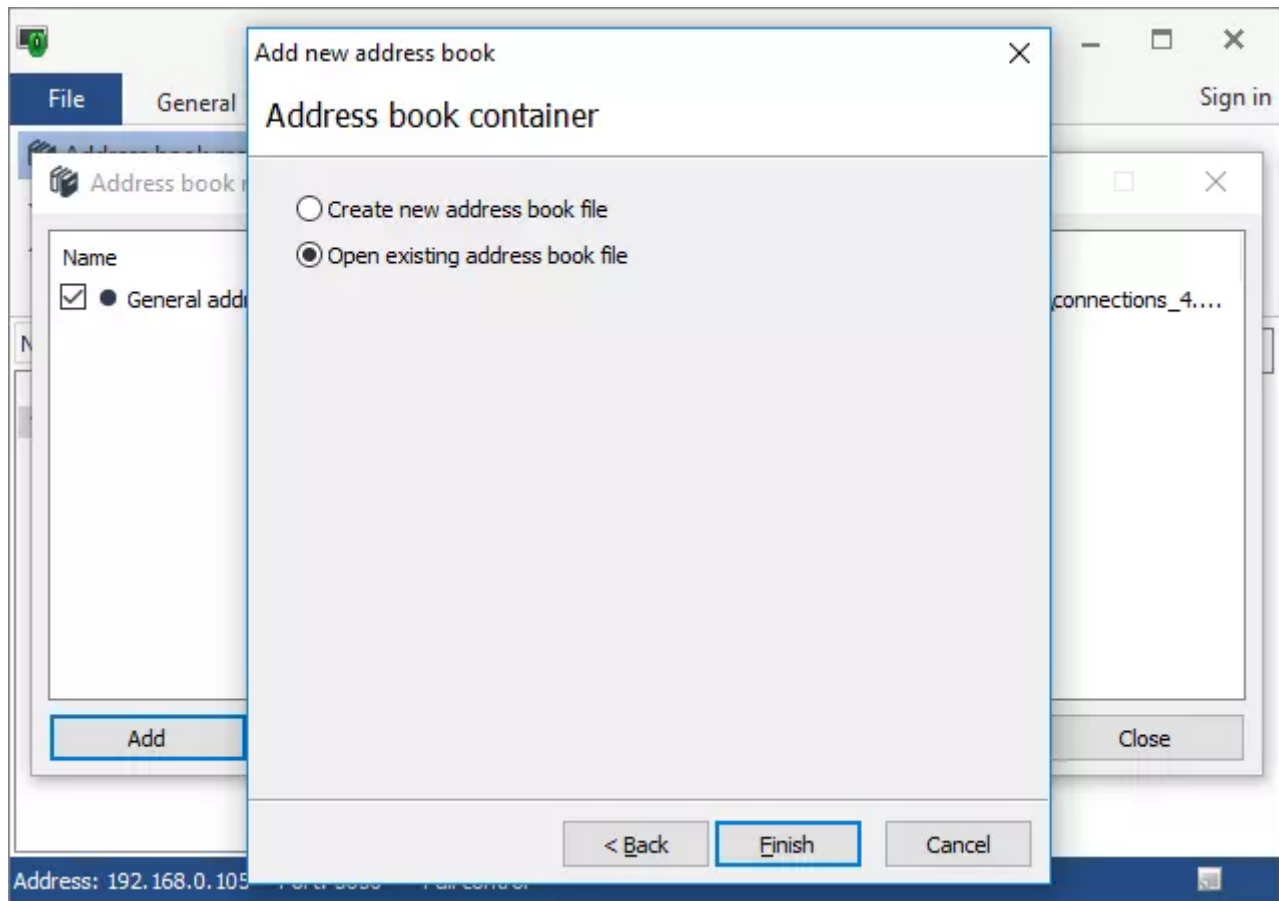 Add new address book
File General Sign in
Address book container
Address book
Create new address book file
Name
Open existing address book file
General connections_4....
Add
Close
< Back Finish Cancel
Address: 192.168.0.105